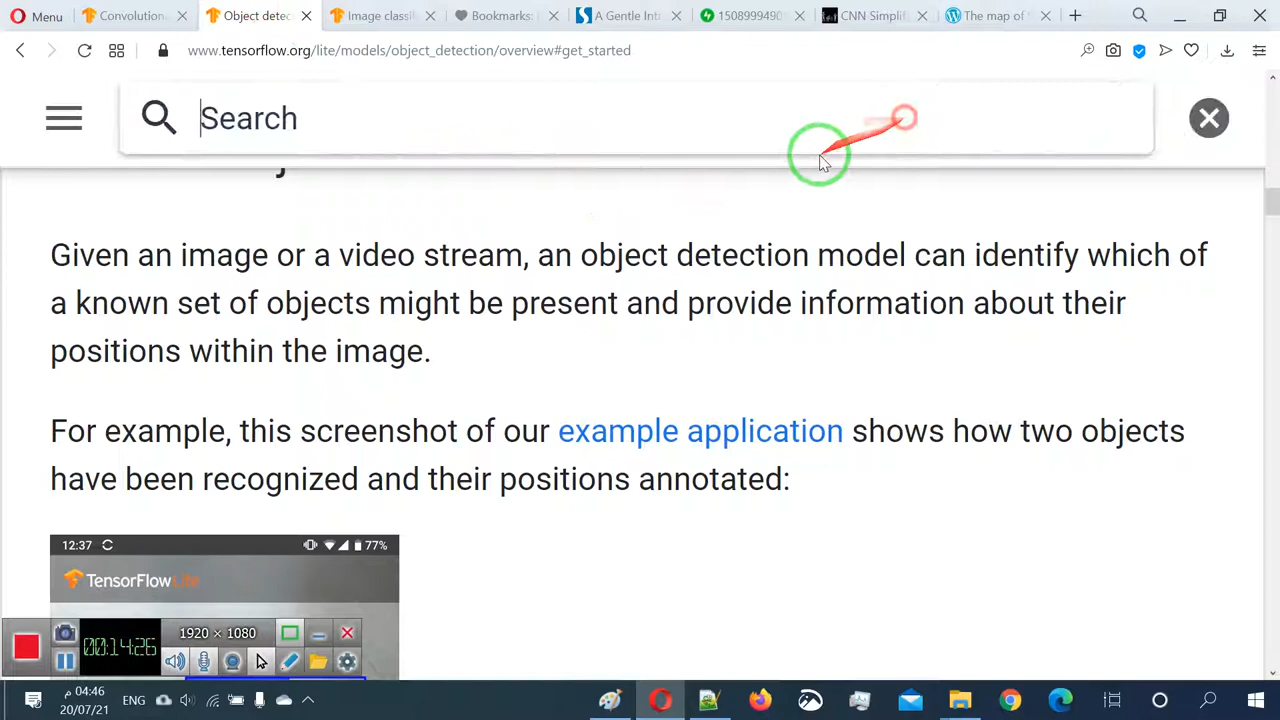 Menu
Convolution
Object detec
Image classif
Bookmarks:
A Gentle Int
1508999490
CNN Simpl
The map of
www.tensorflow.org/lite/models/object_detection/overview#get_started
Search
Given an image or a video stream, an object detection model can identify which of
a known set of objects might be present and provide information about their
positions within the image.
For example, this screenshot of our example application shows how two objects
have been recognized and their positions annotated:
12:37
77%
TensorFlow Lite
00:14:26
1920 × 1080
04:46 م
ENG
20/07/21